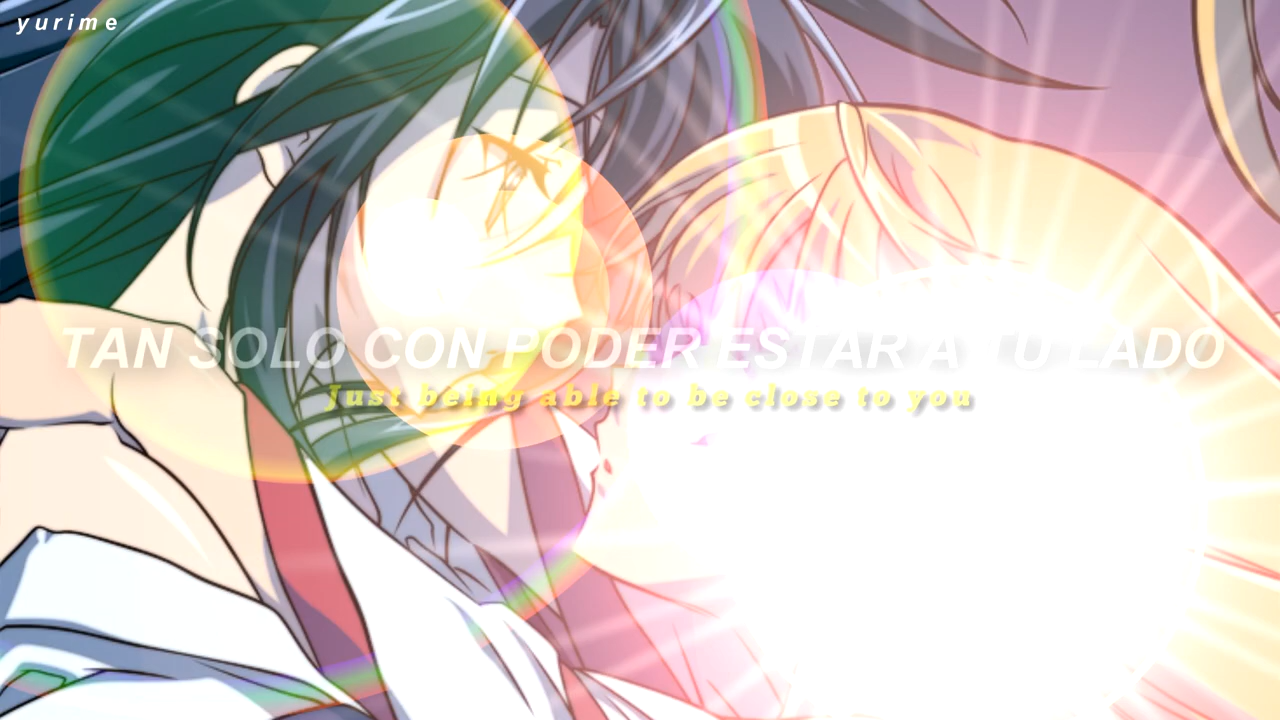 yurime
TAN SOLO CON PODER ESTAR A TU LADO
Just being able to be close to you